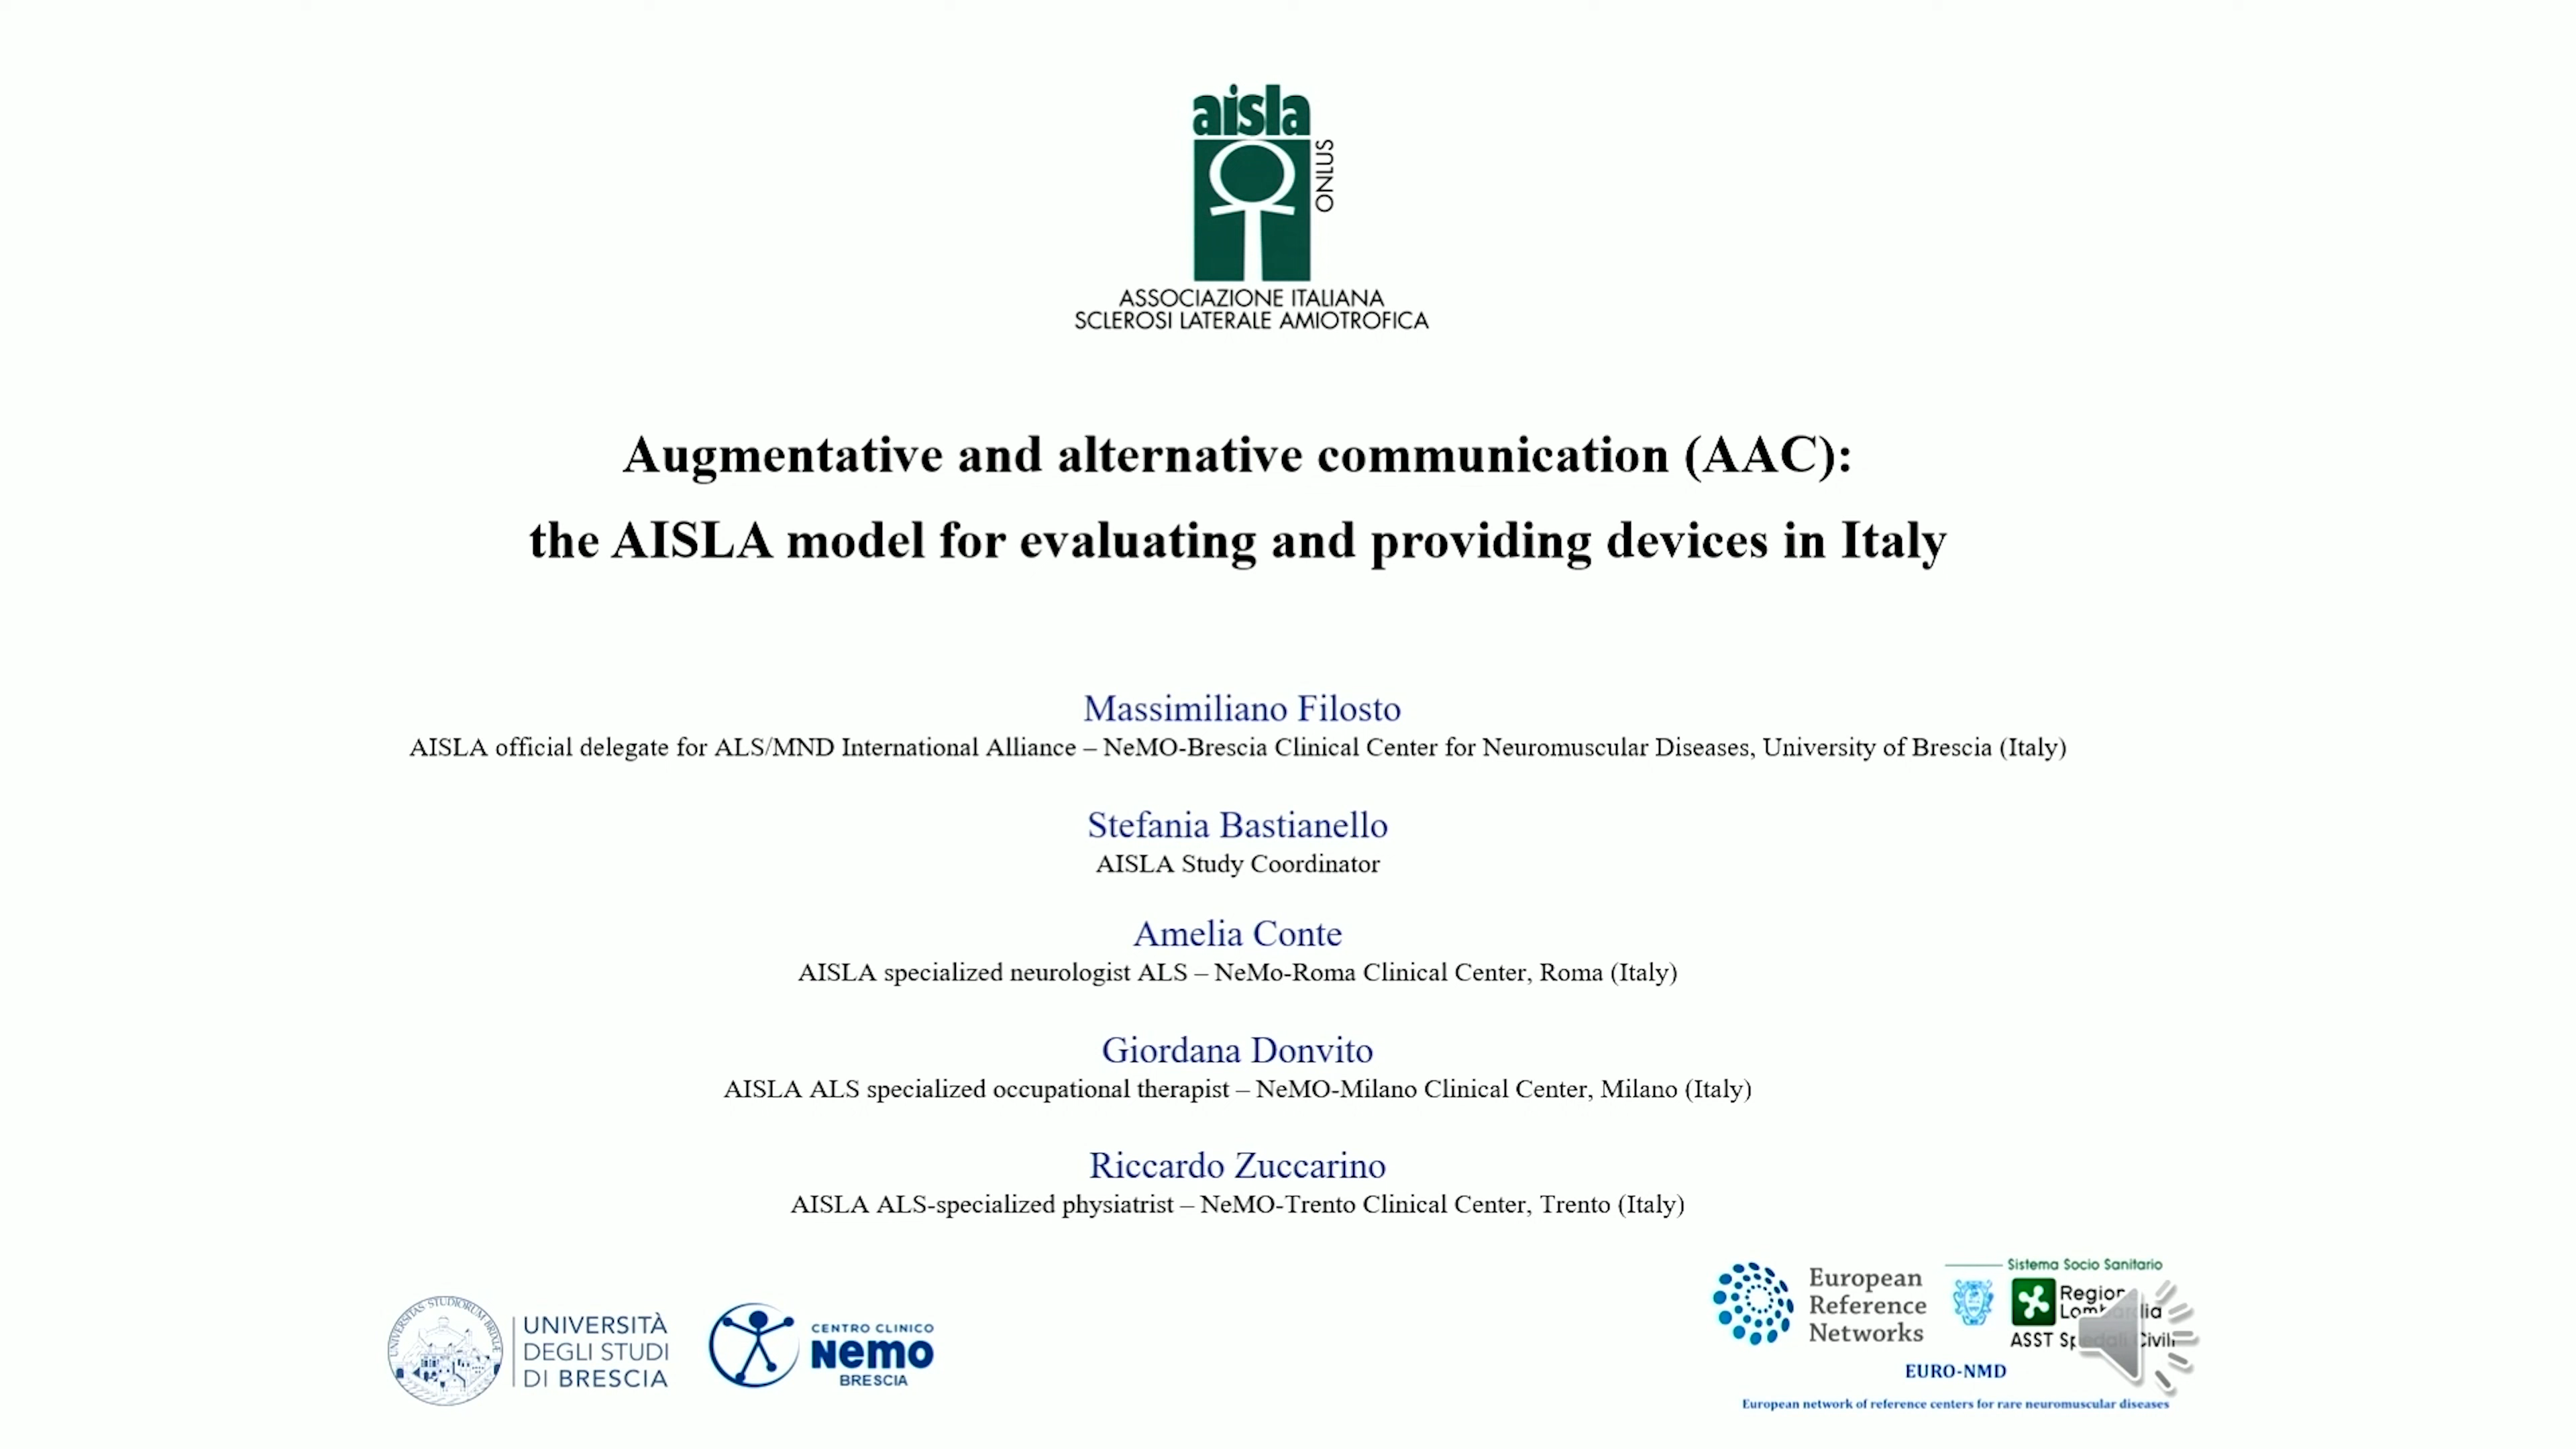 aisla
ONLUS
ASSOCIAZIONE ITALIANA
SCLEROSI LATERALE AMIOTROFICA
Augmentative and alternative communication (AAC):
the AISLA model for evaluating and providing devices in Italy
Massimiliano Filosto
AISLA official delegate for ALS/MND International Alliance – NeMO-Brescia Clinical Center for Neuromuscular Diseases, University of Brescia (Italy)
Stefania Bastianello
AISLA Study Coordinator
Amelia Conte
AISLA specialized neurologist ALS – NeMo-Roma Clinical Center, Roma (Italy)
Giordana Donvito
AISLA ALS specialized occupational therapist – NeMO-Milano Clinical Center, Milano (Italy)
Riccardo Zuccarino
AISLA ALS-specialized physiatrist – NeMO-Trento Clinical Center, Trento (Italy)
UNIVERSITÀ
DEGLI STUDI
DI BRESCIA
CENTRO CLINICO
Nemo
BRESCIA
European
Reference
Networks
Sistema Socio Sanitario
Regione
Lombardia
ASST Spedali Civili
EURO-NMD
European network of reference centers for rare neuromuscular diseases